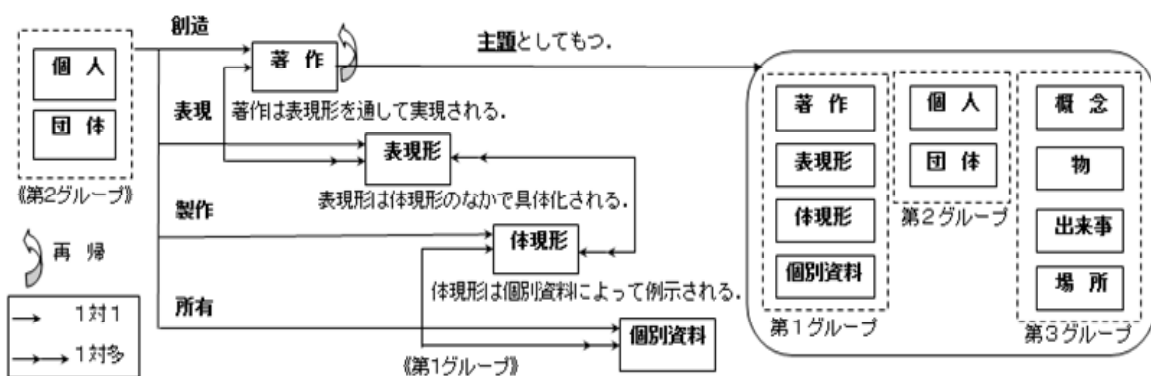 創造
個 人
団 体
《第2グループ》
著 作
主題としてもつ.
表現
著作は表現形を通して実現される.
表現形
表現形は体現形のなかで具体化される.
製作
体現形
体現形は個別資料によって例示される.
所有
個別資料
《第1グループ》
再 帰
1対1
1対多
著 作
表現形
体現形
個別資料
第1グループ
個 人
団 体
第2グループ
概 念
物
出来事
場 所
第3グループ